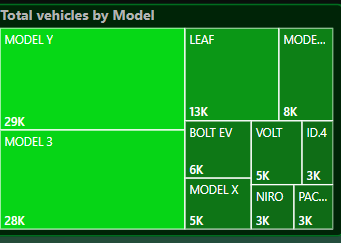 Total vehicles by Model
MODEL Y
29K
MODEL 3
28K
LEAF
13K
MODE...
8K
BOLT EV
6K
MODEL X
5K
VOLT
5K
ID.4
3K
NIRO
3K
PAC...
3K